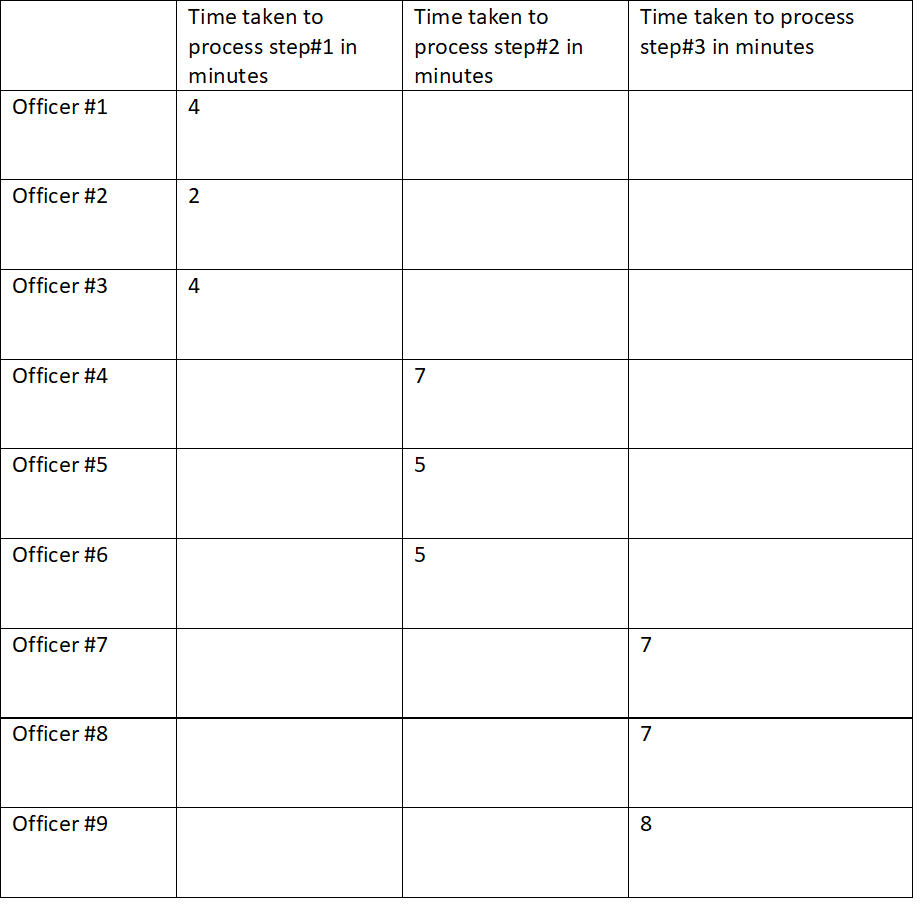 Time taken to process step#1 in minutes
Time taken to process step#2 in minutes
Time taken to process step#3 in minutes
Officer #1 4
Officer #2 2
Officer #3 4
Officer #4 7
Officer #5 5
Officer #6 5
Officer #7 7
Officer #8 7
Officer #9 8